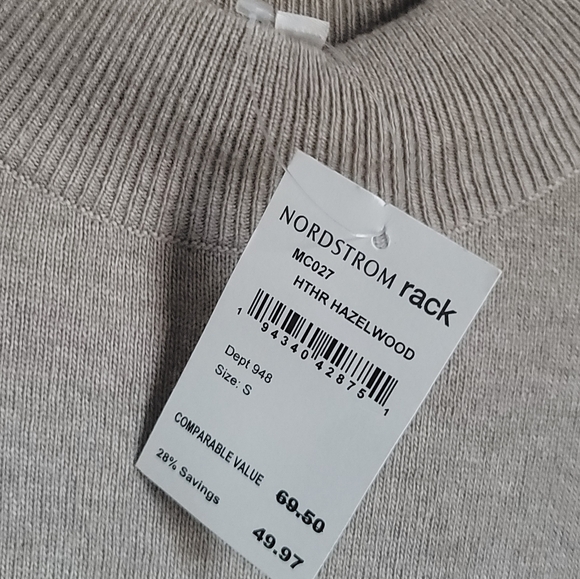 NORDSTROM rack
MC027
HTHR HAZELWOOD
1 94340 42875 1
Dept 948
Size: S
COMPARABLE VALUE 69.50
28% Savings 49.97